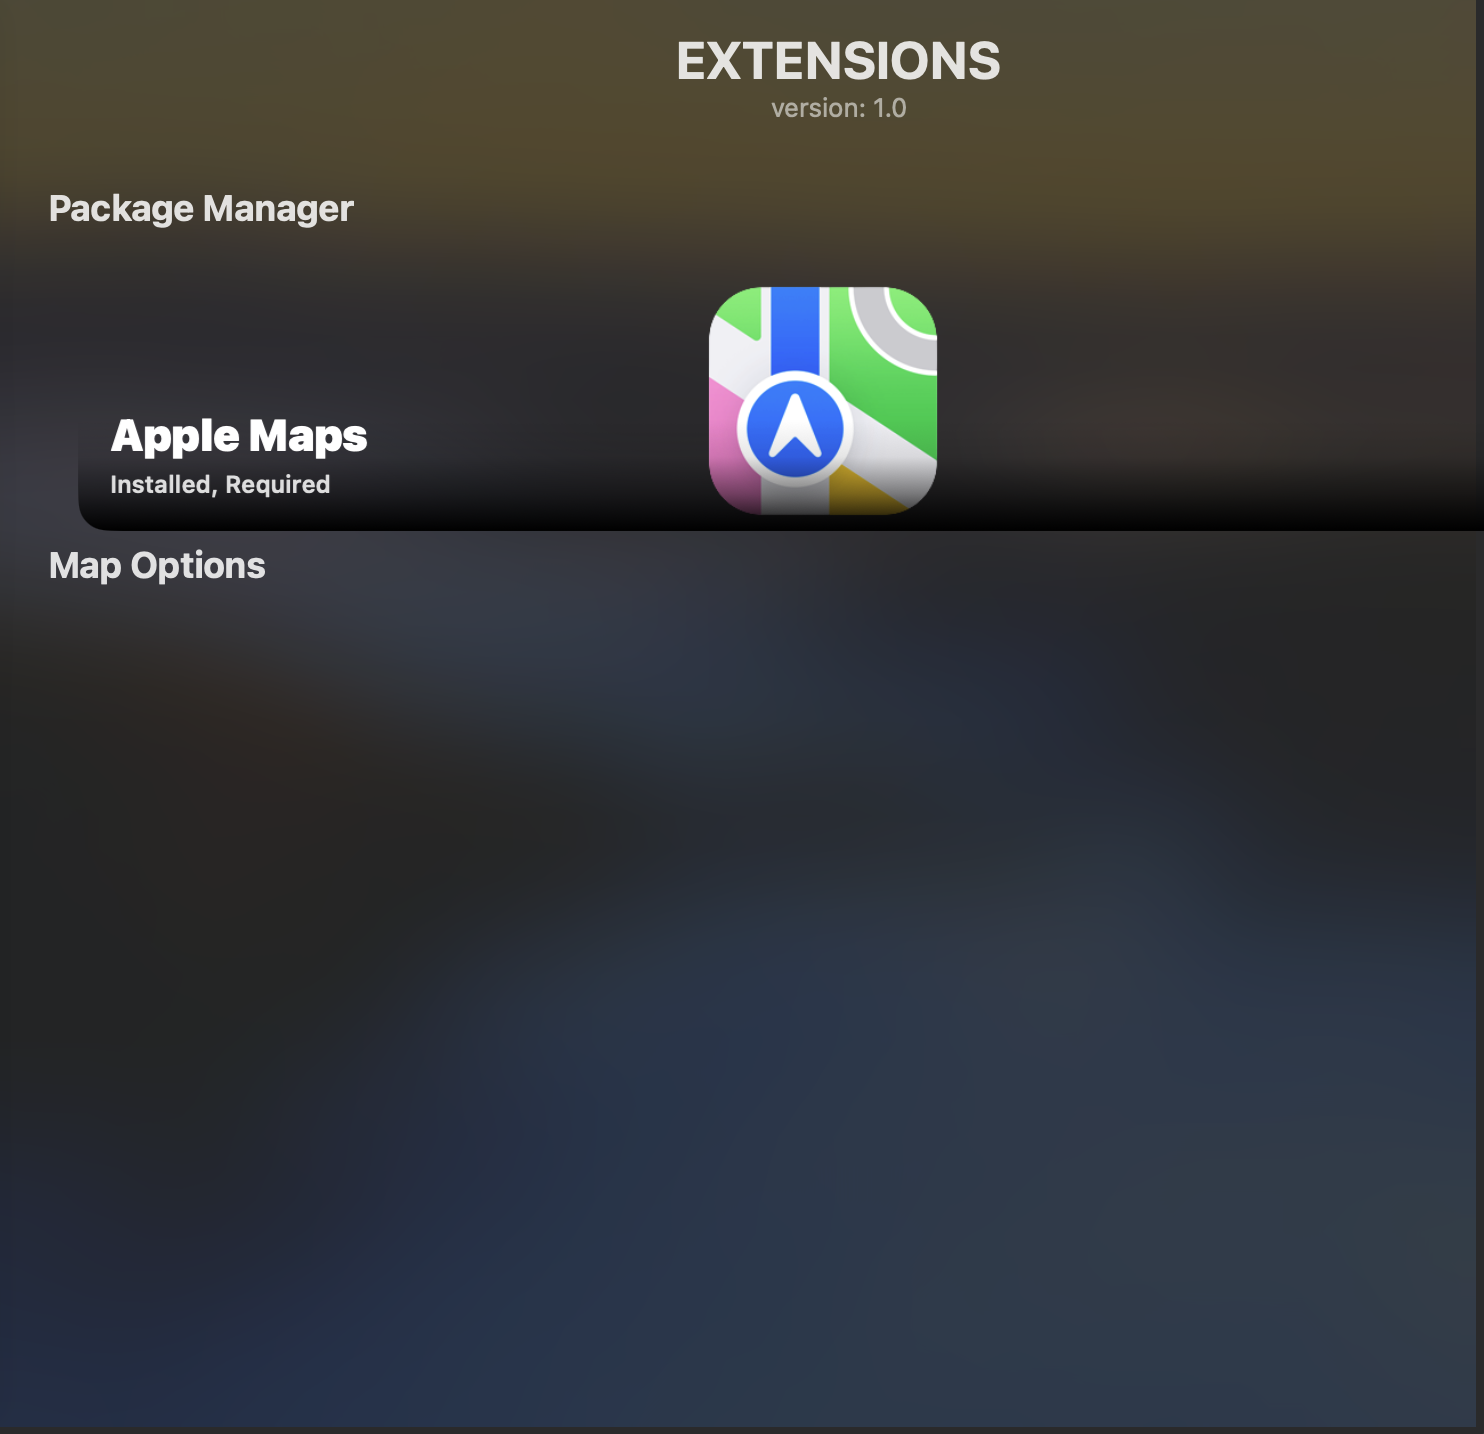 EXTENSIONS
version: 1.0
Package Manager
Apple Maps
Installed, Required
Map Options